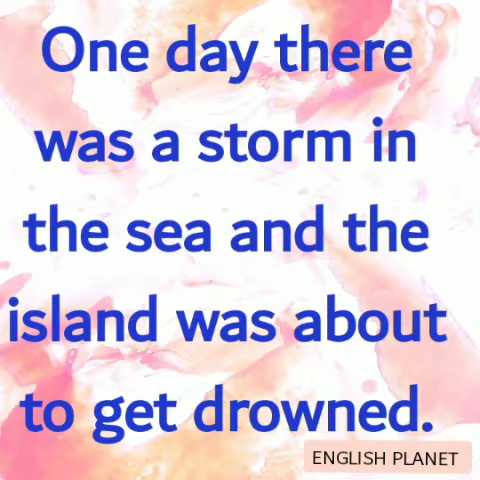 One day there
was a storm in
the sea and the
island was about
to get drowned.
ENGLISH PLANET